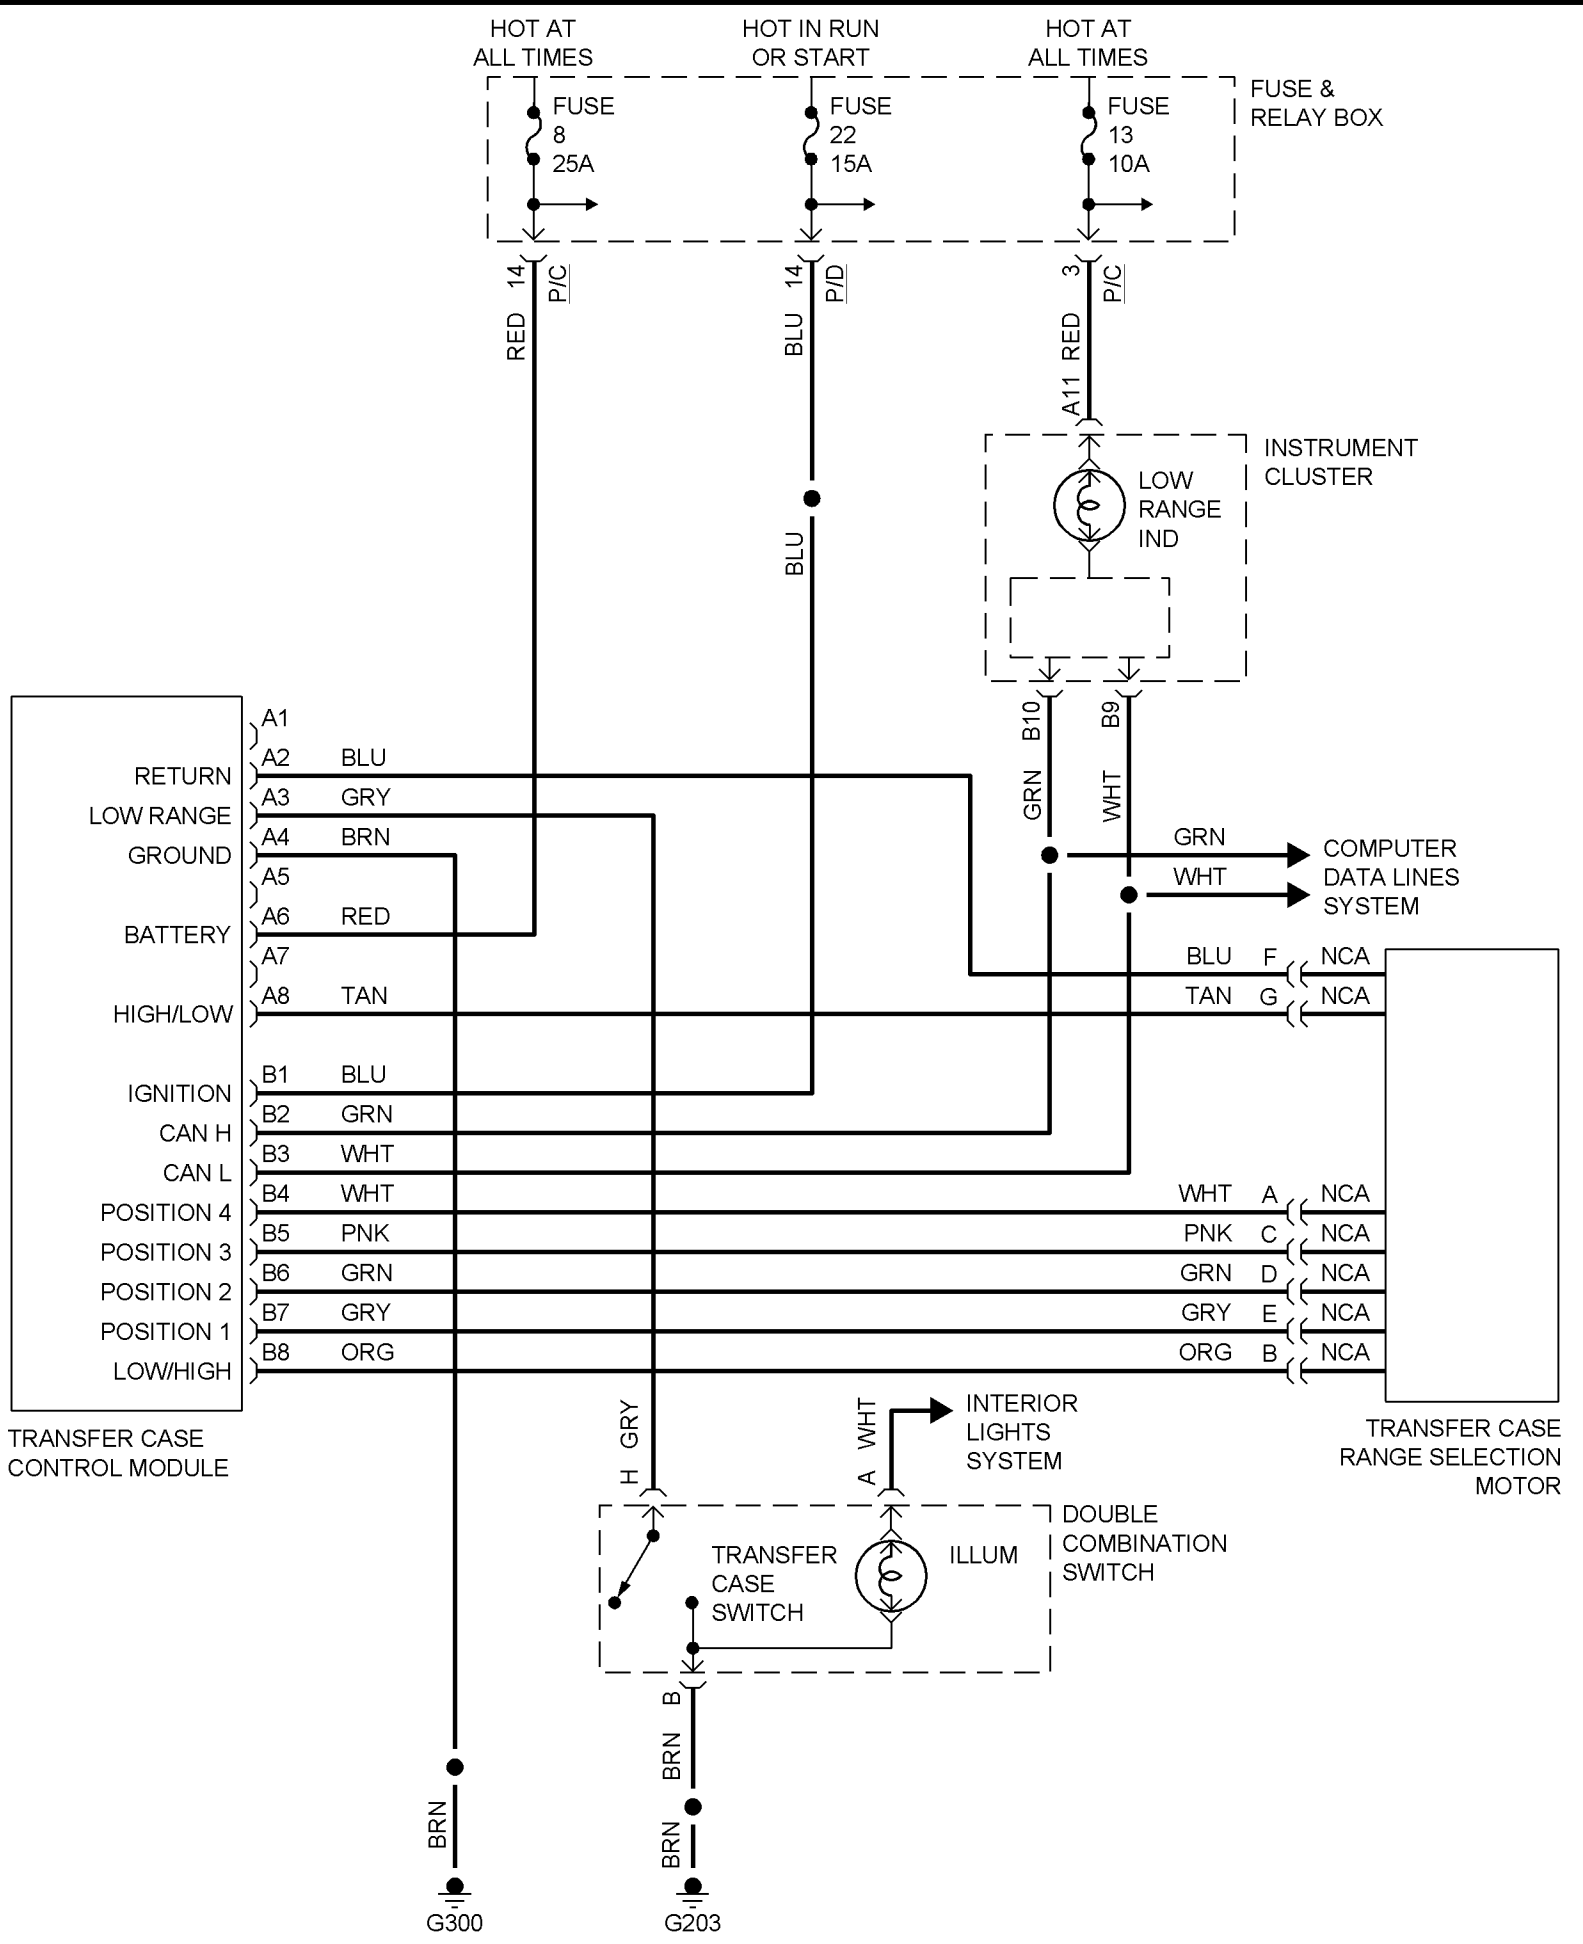 HOT AT
ALL TIMES
HOT IN RUN
OR START
HOT AT
ALL TIMES
FUSE
8
25A
FUSE
22
15A
FUSE
13
10A
FUSE &
RELAY BOX
14
P/C
RED
14
P/D
BLU
BLU
3
P/C
RED
A11
INSTRUMENT
CLUSTER
LOW
RANGE
IND
B10
GRN
B9
WHT
GRN
WHT
COMPUTER
DATA LINES
SYSTEM
A1
RETURN A2 BLU
LOW RANGE A3 GRY
GROUND A4 BRN
A5
BATTERY A6 RED
A7
HIGH/LOW A8 TAN
IGNITION B1 BLU
CAN H B2 GRN
CAN L B3 WHT
POSITION 4 B4 WHT
POSITION 3 B5 PNK
POSITION 2 B6 GRN
POSITION 1 B7 GRY
LOW/HIGH B8 ORG
TRANSFER CASE
CONTROL MODULE
BLU F NCA
TAN G NCA
WHT A NCA
PNK C NCA
GRN D NCA
GRY E NCA
ORG B NCA
TRANSFER CASE
RANGE SELECTION
MOTOR
GRY
H
WHT
A
INTERIOR
LIGHTS
SYSTEM
DOUBLE
COMBINATION
SWITCH
TRANSFER
CASE
SWITCH
ILLUM
B
BRN
BRN
BRN
G300
G203